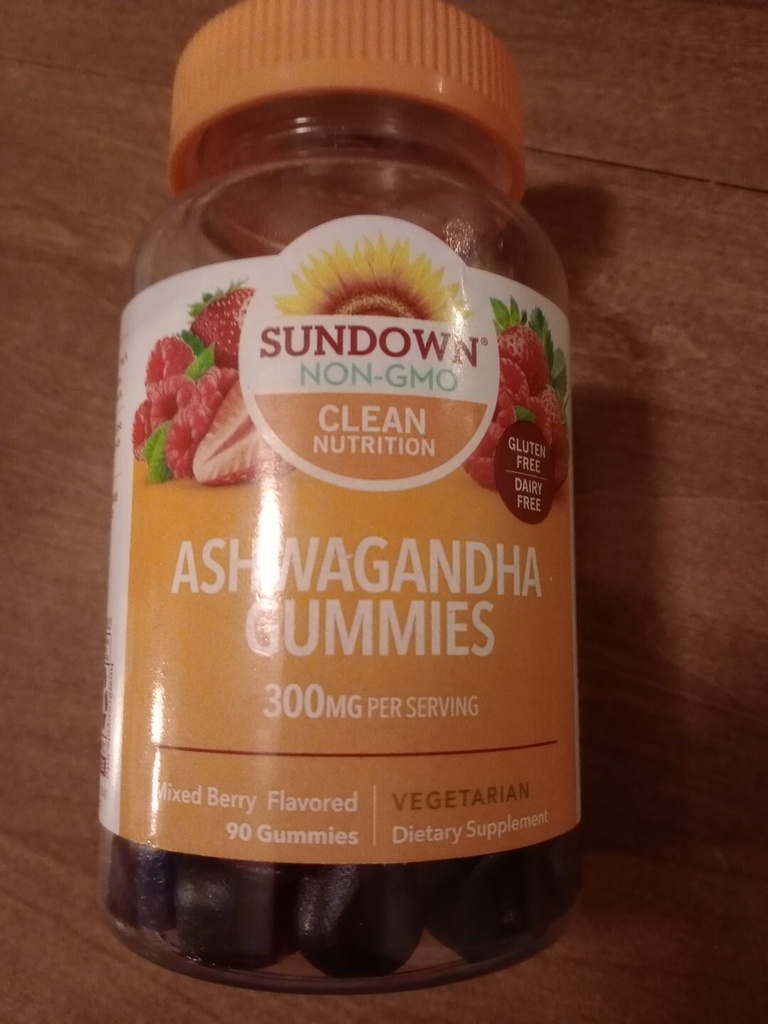 SUNDOWN®
NON-GMO
CLEAN
NUTRITION
GLUTEN
FREE
DAIRY
FREE
ASHWAGANDHA
GUMMIES
300MG PER SERVING
Mixed Berry Flavored
90 Gummies
VEGETARIAN
Dietary Supplement